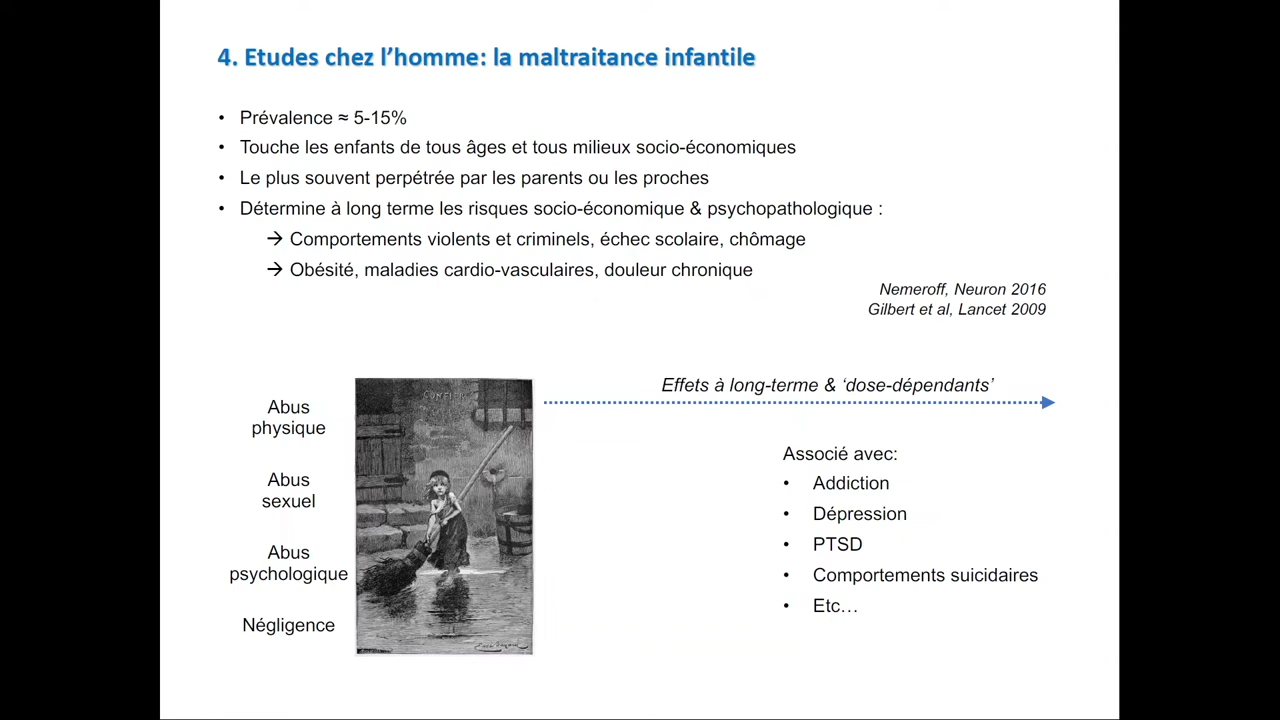 4. Etudes chez l’homme: la maltraitance infantile
• Prévalence ≈ 5-15%
• Touche les enfants de tous âges et tous milieux socio-économiques
• Le plus souvent perpétrée par les parents ou les proches
• Détermine à long terme les risques socio-économique & psychopathologique :
→ Comportements violents et criminels, échec scolaire, chômage
→ Obésité, maladies cardio-vasculaires, douleur chronique
Nemeroff, Neuron 2016
Gilbert et al, Lancet 2009
Abus
physique
Abus
sexuel
Abus
psychologique
Négligence
Effets à long-terme & ‘dose-dépendants’
Associé avec:
• Addiction
• Dépression
• PTSD
• Comportements suicidaires
• Etc…